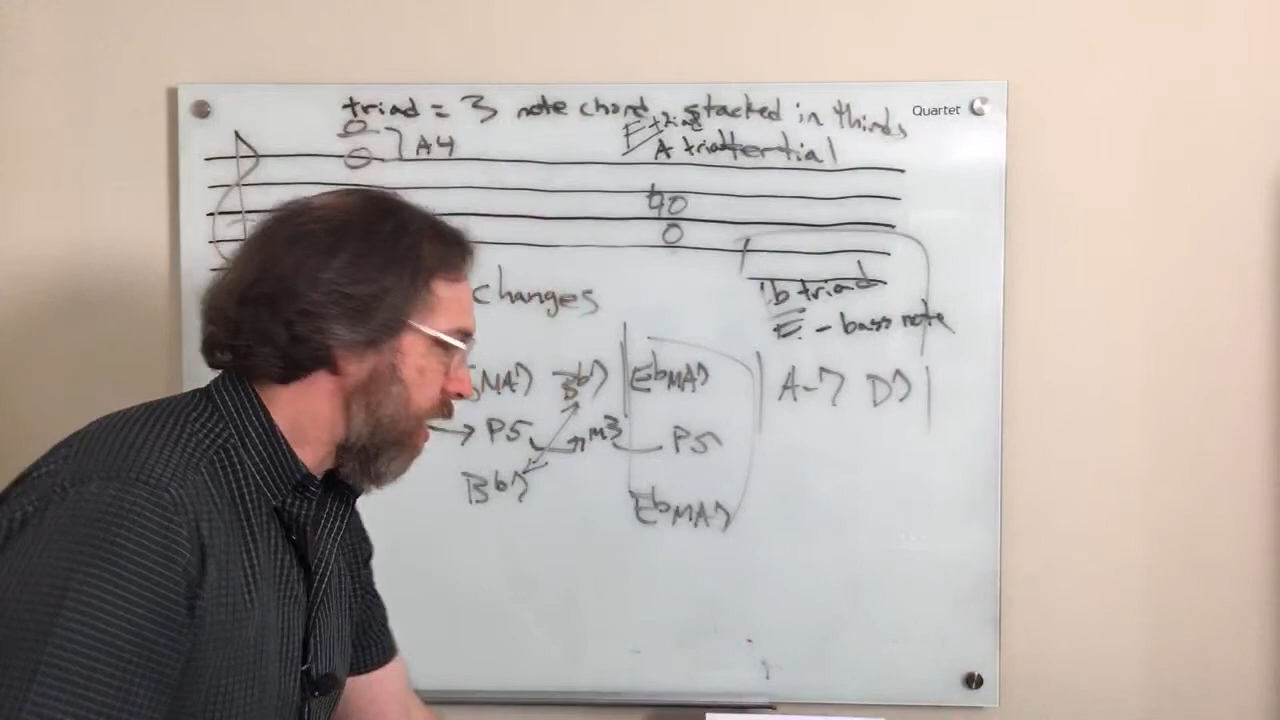 triad = 3 note chord - stacked in thirds
Quartet
A4
E triad
A triad
tertial
changes
b triad
E - bass note
MA7 Bb7 EbMA7 A-7 D7
P5 m3 P5
Bb7 EbMA7